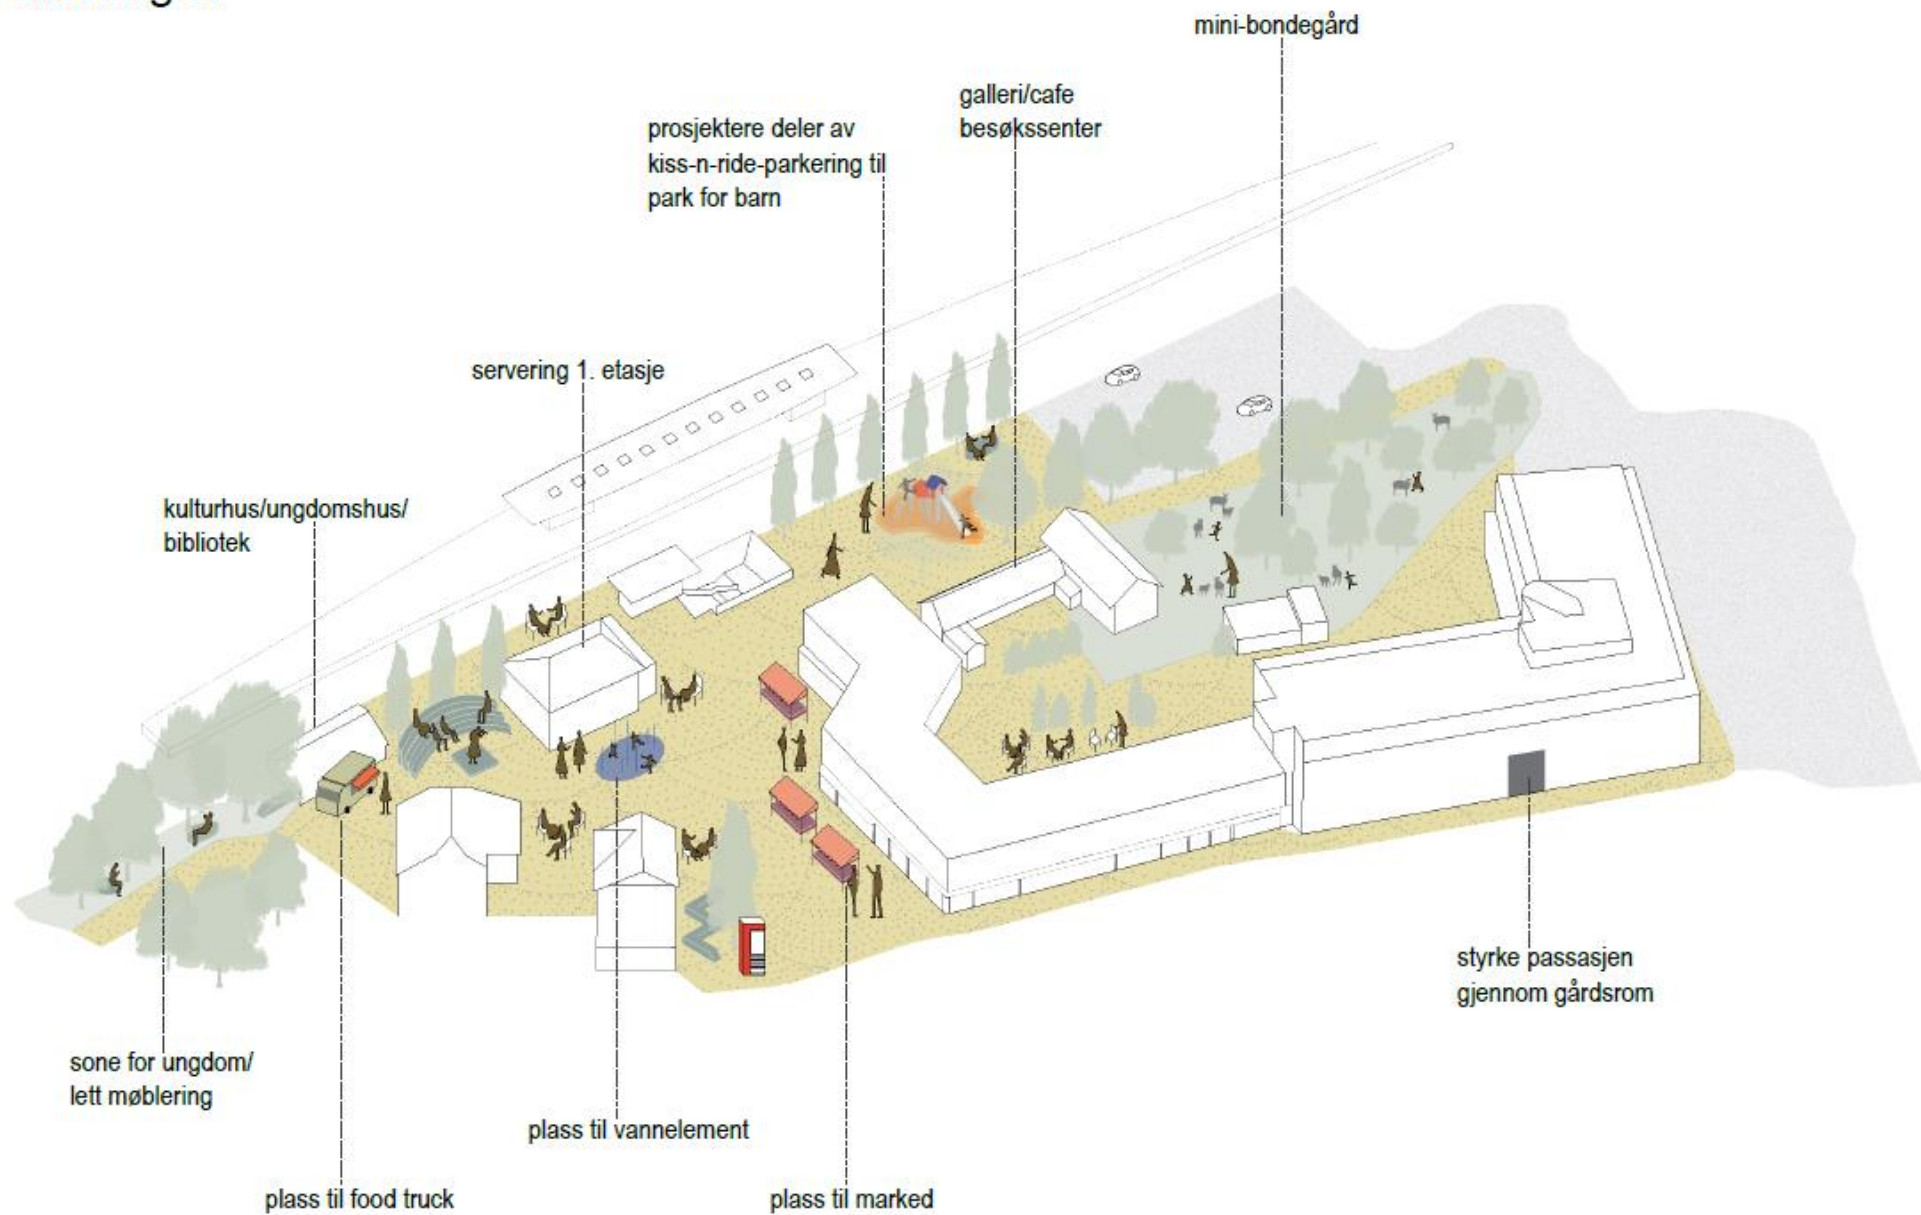 mini-bondegård
galleri/cafe
besøkssenter
prosjektere deler av
kiss-n-ride-parkering til
park for barn
servering 1. etasje
kulturhus/ungdomshus/
bibliotek
styrke passasjen
gjennom gårdsrom
sone for ungdom/
lett møblering
plass til vannelement
plass til food truck
plass til marked